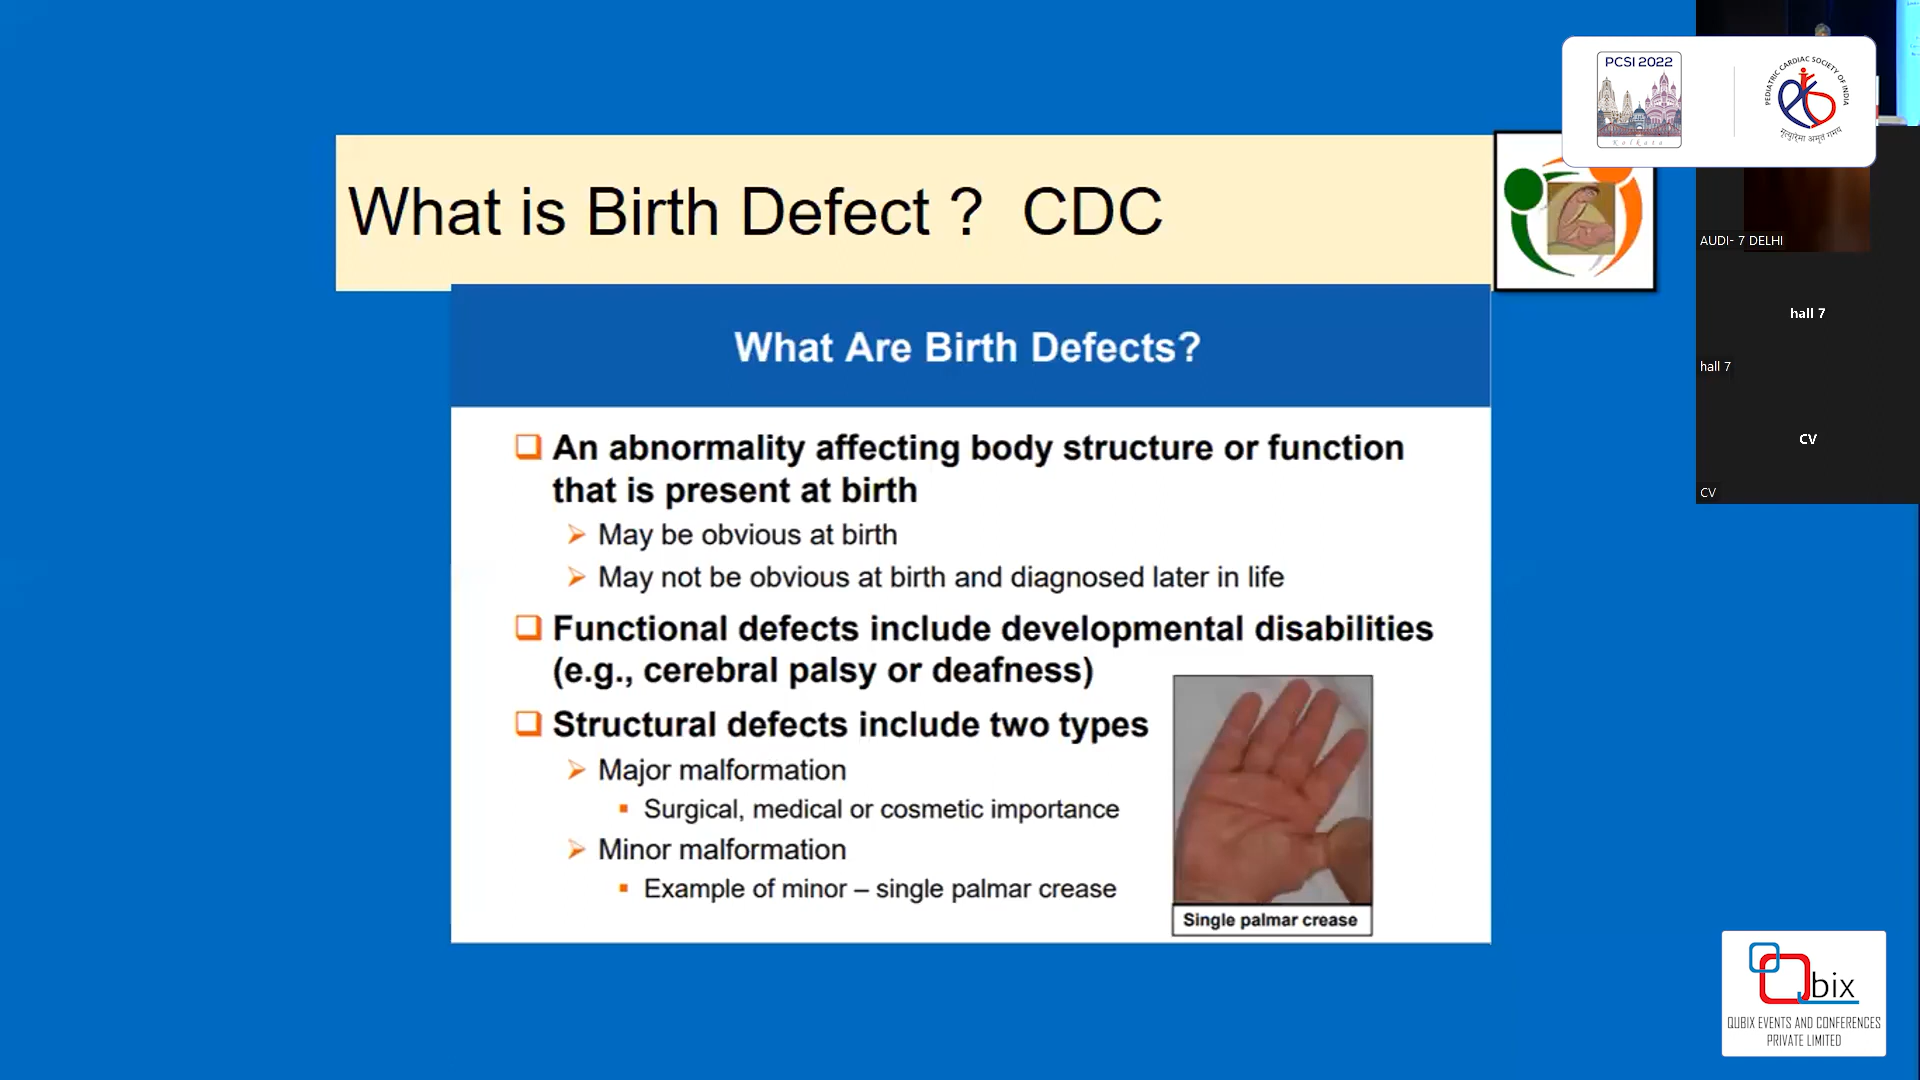 What is Birth Defect ? CDC
What Are Birth Defects?
An abnormality affecting body structure or function
that is present at birth
May be obvious at birth
May not be obvious at birth and diagnosed later in life
Functional defects include developmental disabilities
(e.g., cerebral palsy or deafness)
Structural defects include two types
Major malformation
Surgical, medical or cosmetic importance
Minor malformation
Example of minor – single palmar crease
Single palmar crease
PCSI 2022
Kolkata
PEDIATRIC CARDIAC SOCIETY OF INDIA
AUDI- 7 DELHI
hall 7
hall 7
CV
CV
Qbix
QUBIX EVENTS AND CONFERENCES
PRIVATE LIMITED